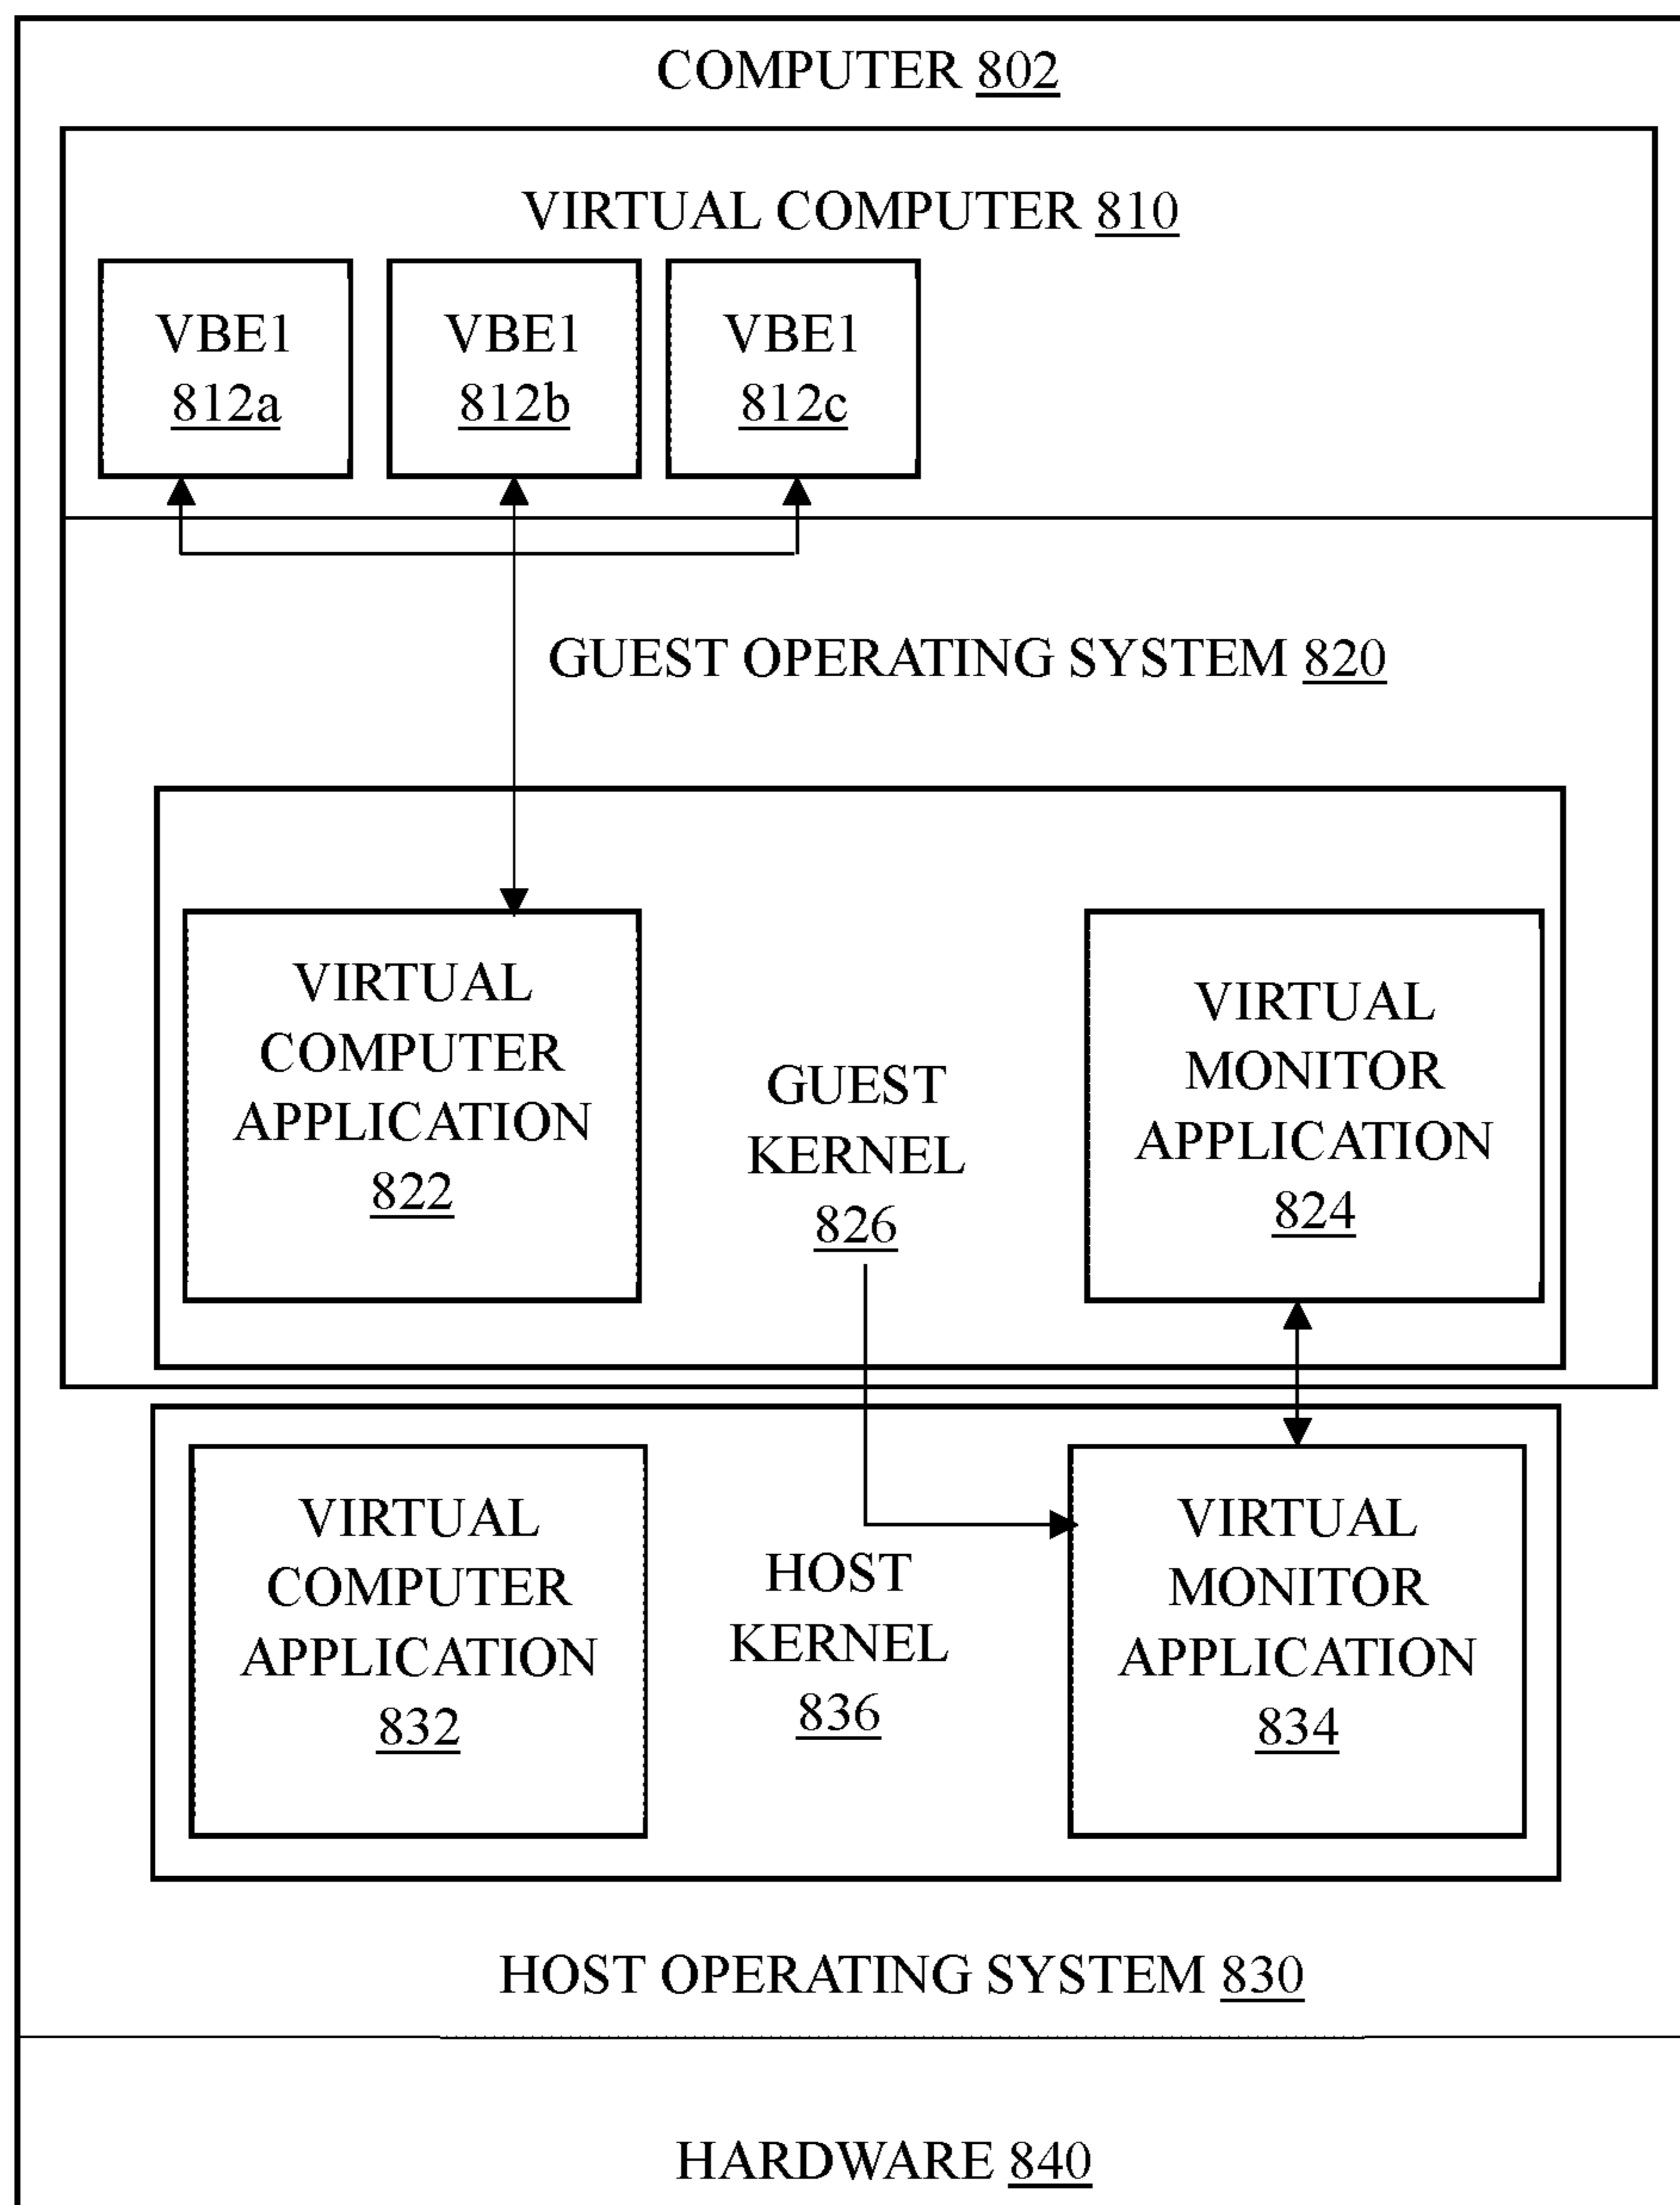 COMPUTER 802
VIRTUAL COMPUTER 810
VBE1
812a
VBE1
812b
VBE1
812c
GUEST OPERATING SYSTEM 820
VIRTUAL
COMPUTER
APPLICATION
822
GUEST
KERNEL
826
VIRTUAL
MONITOR
APPLICATION
824
VIRTUAL
COMPUTER
APPLICATION
832
HOST
KERNEL
836
VIRTUAL
MONITOR
APPLICATION
834
HOST OPERATING SYSTEM 830
HARDWARE 840